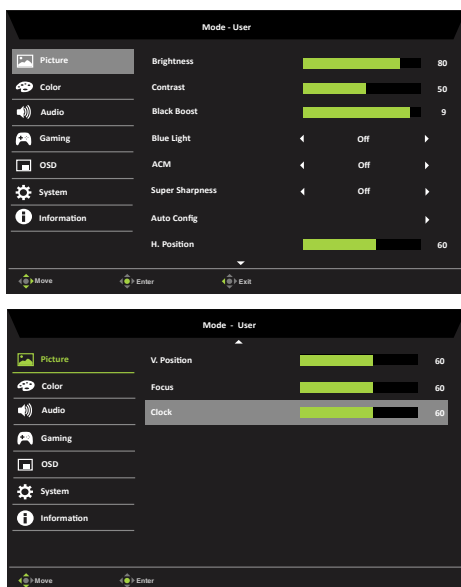 Mode - User
Picture Brightness 80
Color Contrast 50
Audio Black Boost 9
Gaming Blue Light Off
OSD ACM Off
System Super Sharpness Off
Information Auto Config
H. Position 60
Move Enter Exit
Mode - User
Picture V. Position 60
Color Focus 60
Audio Clock 60
Gaming
OSD
System
Information
Move Enter